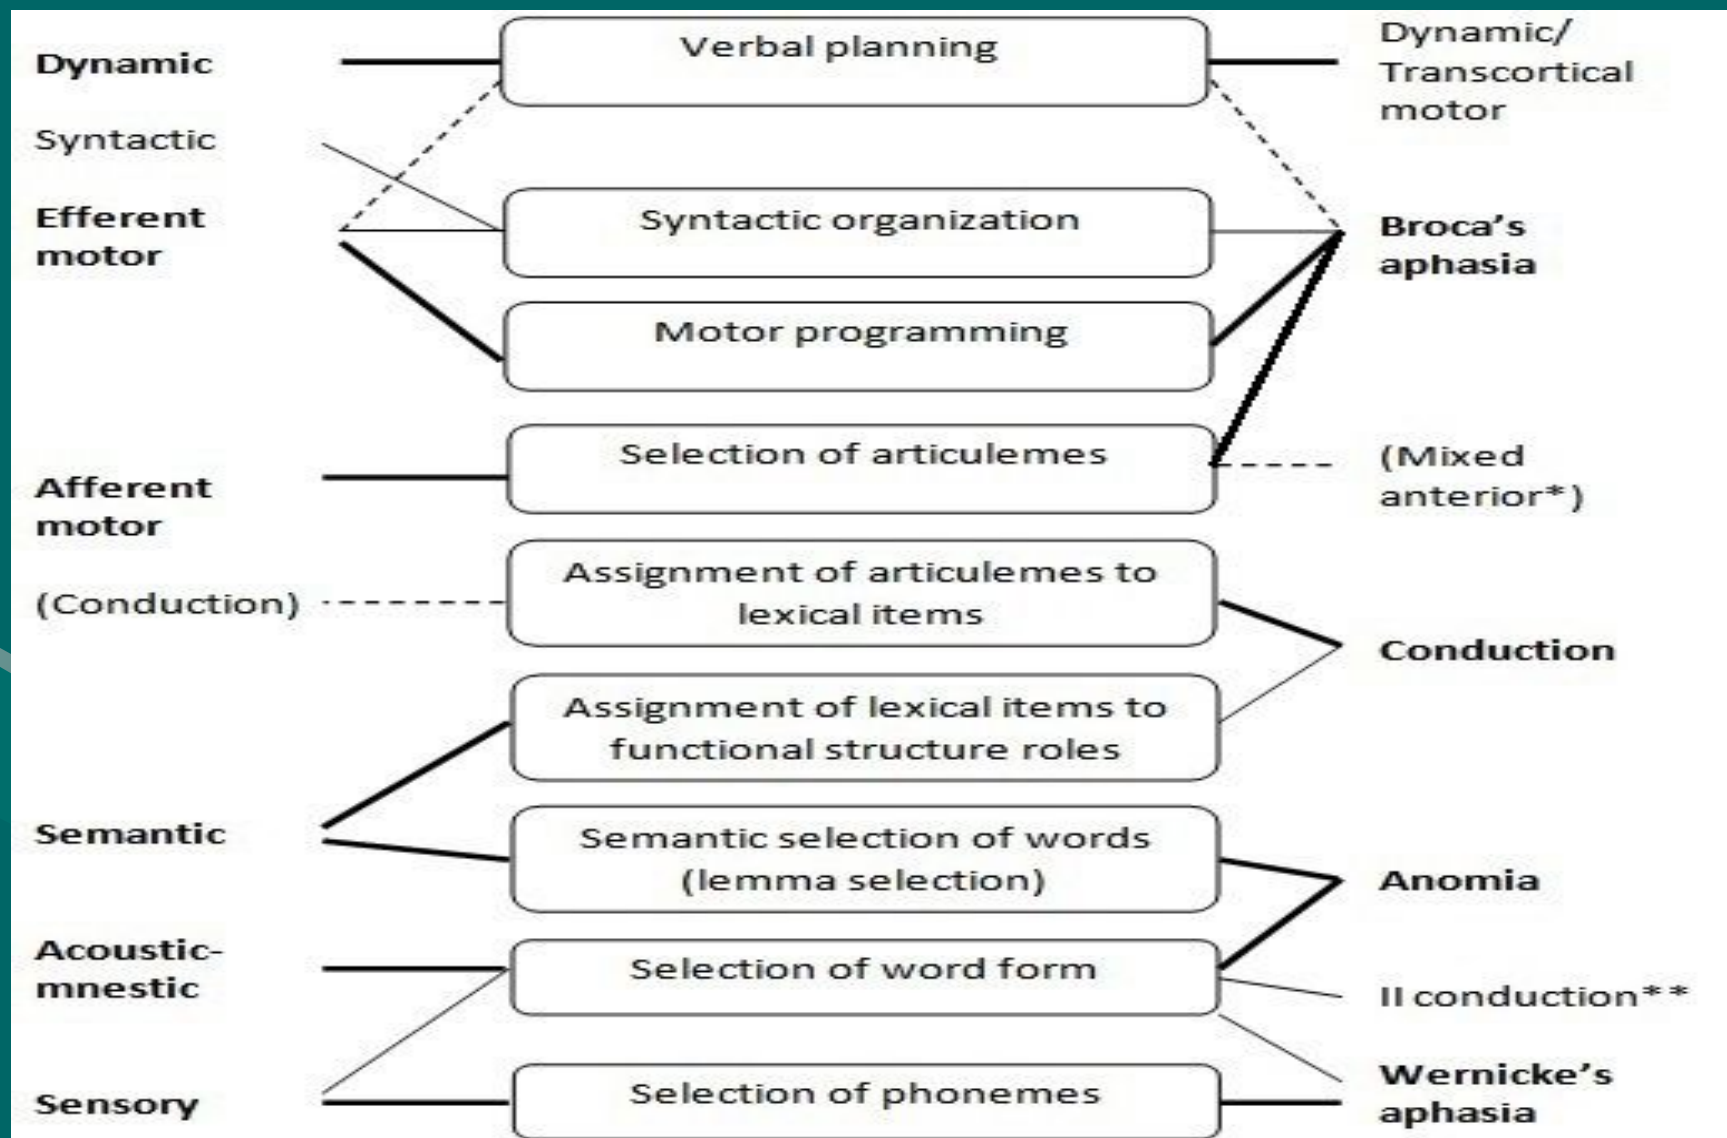 Dynamic
Syntactic
Efferent
motor
Afferent
motor
(Conduction)
Semantic
Acoustic-
mnestic
Sensory
Verbal planning
Syntactic organization
Motor programming
Selection of articulemes
Assignment of articulemes to
lexical items
Assignment of lexical items to
functional structure roles
Semantic selection of words
(lemma selection)
Selection of word form
Selection of phonemes
Dynamic/
Transcortical
motor
Broca's
aphasia
(Mixed
anterior*)
Conduction
Anomia
II conduction**
Wernicke's
aphasia